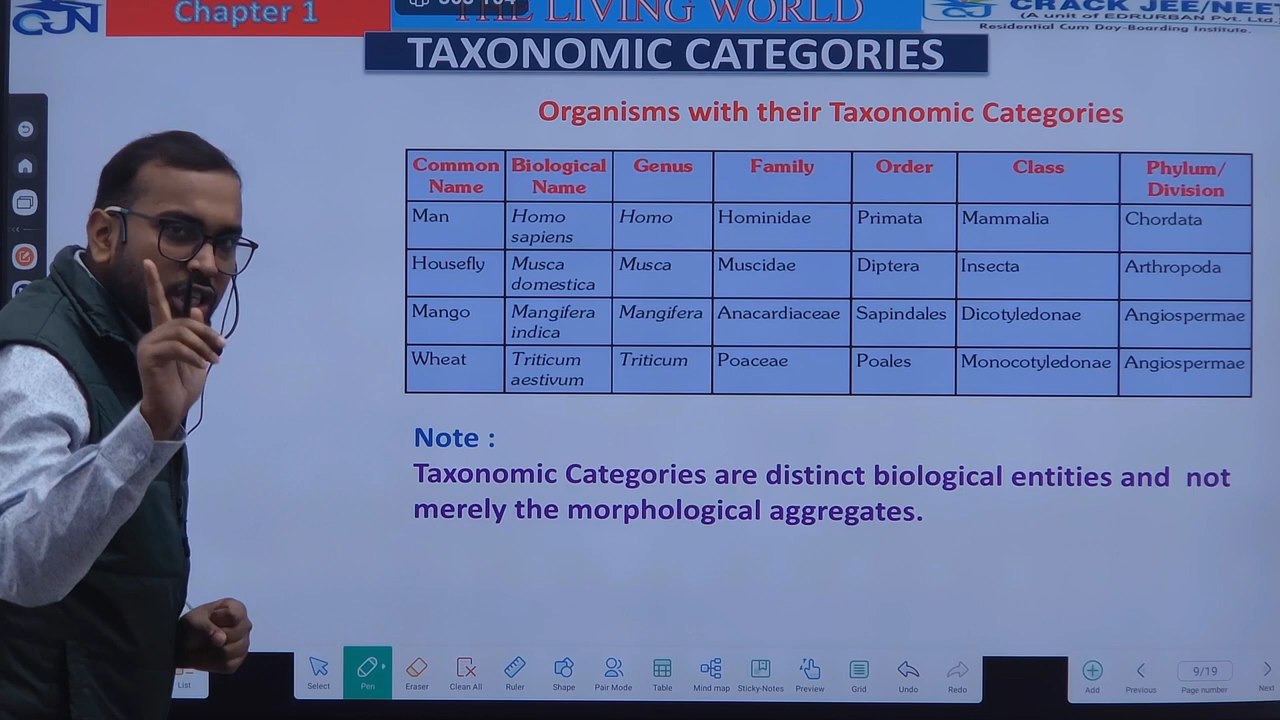 Chapter 1
THE LIVING WORLD
CRACK JEE/NEET
(A unit of EDRURBAN Pvt. Ltd.
Residential Cum Day-Boarding Institute.
TAXONOMIC CATEGORIES
Organisms with their Taxonomic Categories
Common Name Biological Name Genus Family Order Class Phylum/ Division
Man Homo sapiens Homo Hominidae Primata Mammalia Chordata
Housefly Musca domestica Musca Muscidae Diptera Insecta Arthropoda
Mango Mangifera indica Mangifera Anacardiaceae Sapindales Dicotyledonae Angiospermae
Wheat Triticum aestivum Triticum Poaceae Poales Monocotyledonae Angiospermae
Note :
Taxonomic Categories are distinct biological entities and not
merely the morphological aggregates.
List Select Pen Eraser Clean All Ruler Shape Pair Mode Table Mind map Sticky-Notes Preview Grid Undo Redo Add Previous 9/19 Page number Next